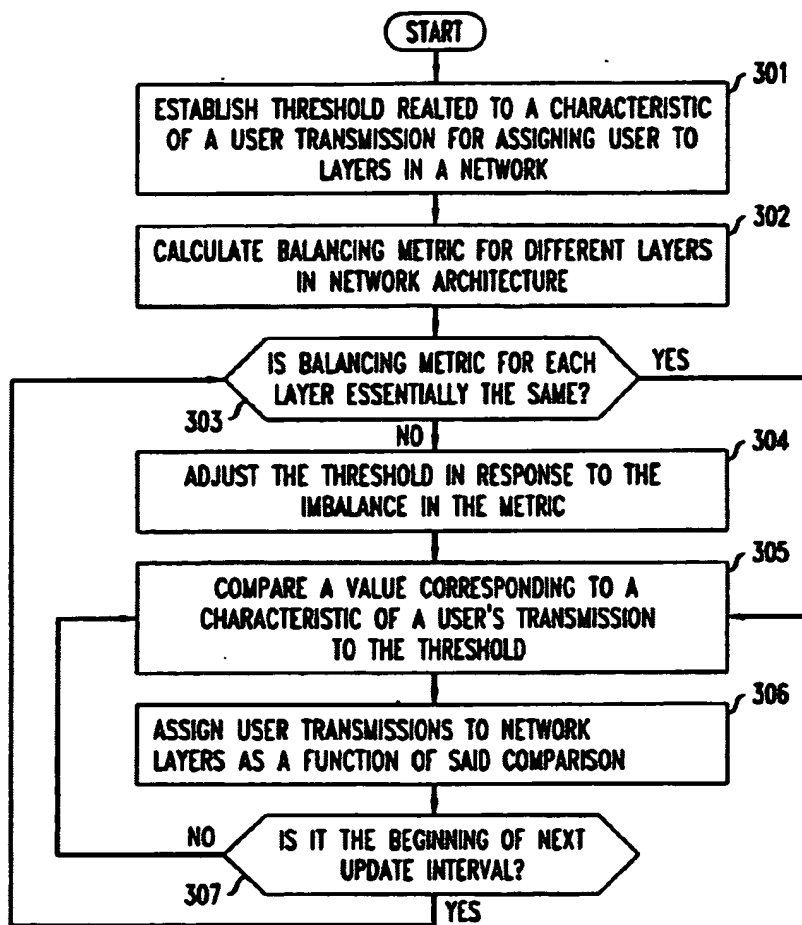 START
301
ESTABLISH THRESHOLD REALTED TO A CHARACTERISTIC
OF A USER TRANSMISSION FOR ASSIGNING USER TO
LAYERS IN A NETWORK
302
CALCULATE BALANCING METRIC FOR DIFFERENT LAYERS
IN NETWORK ARCHITECTURE
IS BALANCING METRIC FOR EACH
LAYER ESSENTIALLY THE SAME?
YES
303
NO
304
ADJUST THE THRESHOLD IN RESPONSE TO THE
IMBALANCE IN THE METRIC
305
COMPARE A VALUE CORRESPONDING TO A
CHARACTERISTIC OF A USER'S TRANSMISSION
TO THE THRESHOLD
306
ASSIGN USER TRANSMISSIONS TO NETWORK
LAYERS AS A FUNCTION OF SAID COMPARISON
NO
IS IT THE BEGINNING OF NEXT
UPDATE INTERVAL?
307
YES